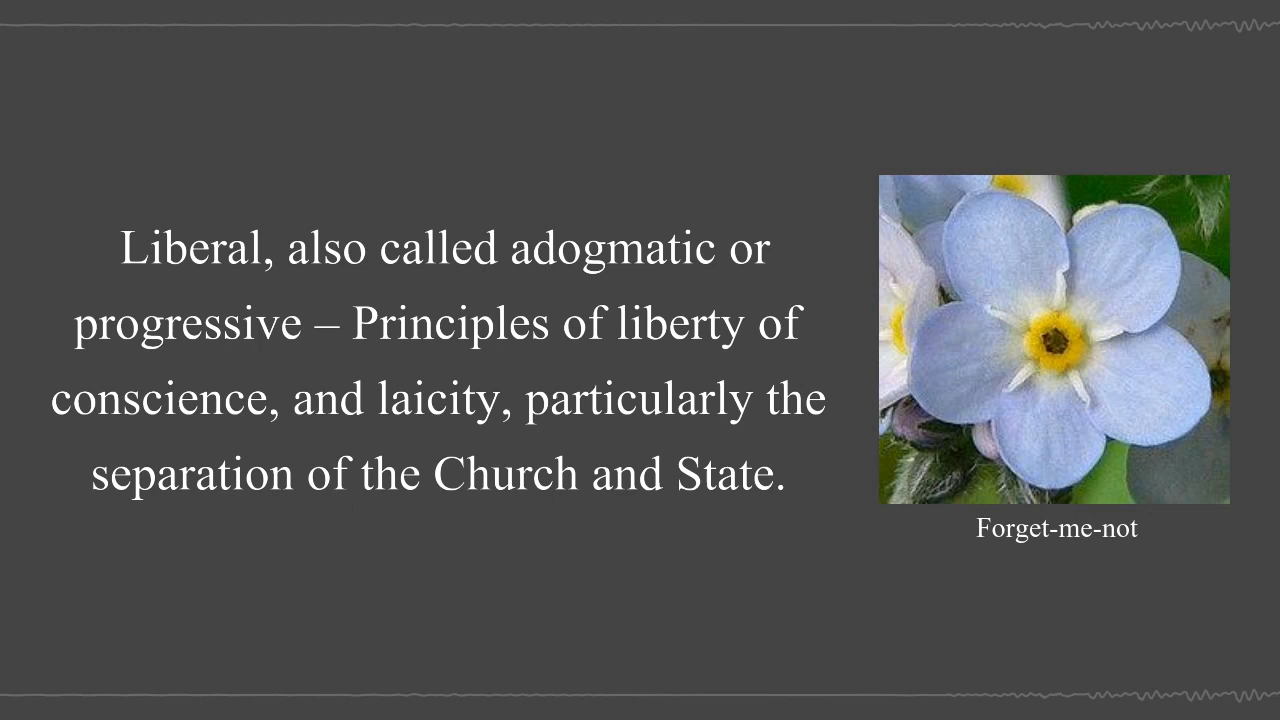 Liberal, also called adogmatic or
progressive – Principles of liberty of
conscience, and laicity, particularly the
separation of the Church and State.
Forget-me-not